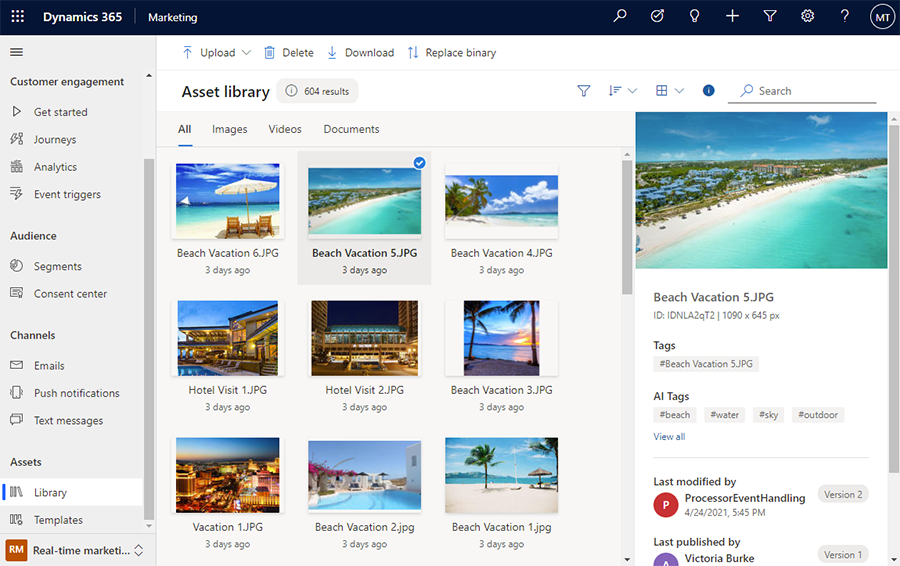 Dynamics 365
Marketing
MT
Upload
Delete
Download
Replace binary
Customer engagement
Get started
Journeys
Analytics
Event triggers
Audience
Segments
Consent center
Channels
Emails
Push notifications
Text messages
Assets
Library
Templates
RM
Real-time marketi...
Asset library
604 results
Search
All
Images
Videos
Documents
Beach Vacation 6.JPG
3 days ago
Beach Vacation 5.JPG
3 days ago
Beach Vacation 4.JPG
3 days ago
Hotel Visit 1.JPG
3 days ago
Hotel Visit 2.JPG
3 days ago
Beach Vacation 3.JPG
3 days ago
Vacation 1.JPG
3 days ago
Beach Vacation 2.jpg
3 days ago
Beach Vacation 1.jpg
3 days ago
Beach Vacation 5.JPG
ID: IDNLA2qT2 | 1090 x 645 px
Tags
#Beach Vacation 5.JPG
AI Tags
#beach
#water
#sky
#outdoor
View all
Last modified by
P
ProcessorEventHandling
4/24/2021, 5:45 PM
Version 2
Last published by
A
Victoria Burke
Version 1